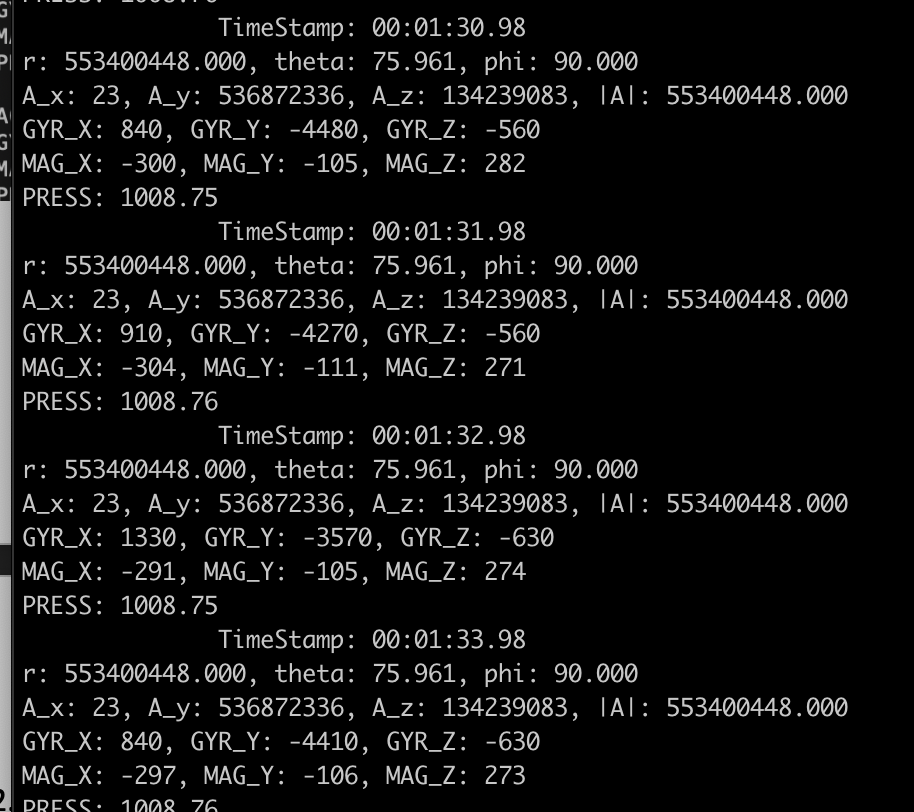 PRESS: 1008.76
TimeStamp: 00:01:30.98
r: 553400448.000, theta: 75.961, phi: 90.000
A_x: 23, A_y: 536872336, A_z: 134239083, |A|: 553400448.000
GYR_X: 840, GYR_Y: -4480, GYR_Z: -560
MAG_X: -300, MAG_Y: -105, MAG_Z: 282
PRESS: 1008.75
TimeStamp: 00:01:31.98
r: 553400448.000, theta: 75.961, phi: 90.000
A_x: 23, A_y: 536872336, A_z: 134239083, |A|: 553400448.000
GYR_X: 910, GYR_Y: -4270, GYR_Z: -560
MAG_X: -304, MAG_Y: -111, MAG_Z: 271
PRESS: 1008.76
TimeStamp: 00:01:32.98
r: 553400448.000, theta: 75.961, phi: 90.000
A_x: 23, A_y: 536872336, A_z: 134239083, |A|: 553400448.000
GYR_X: 1330, GYR_Y: -3570, GYR_Z: -630
MAG_X: -291, MAG_Y: -105, MAG_Z: 274
PRESS: 1008.75
TimeStamp: 00:01:33.98
r: 553400448.000, theta: 75.961, phi: 90.000
A_x: 23, A_y: 536872336, A_z: 134239083, |A|: 553400448.000
GYR_X: 840, GYR_Y: -4410, GYR_Z: -630
MAG_X: -297, MAG_Y: -106, MAG_Z: 273
PRESS: 1008.76